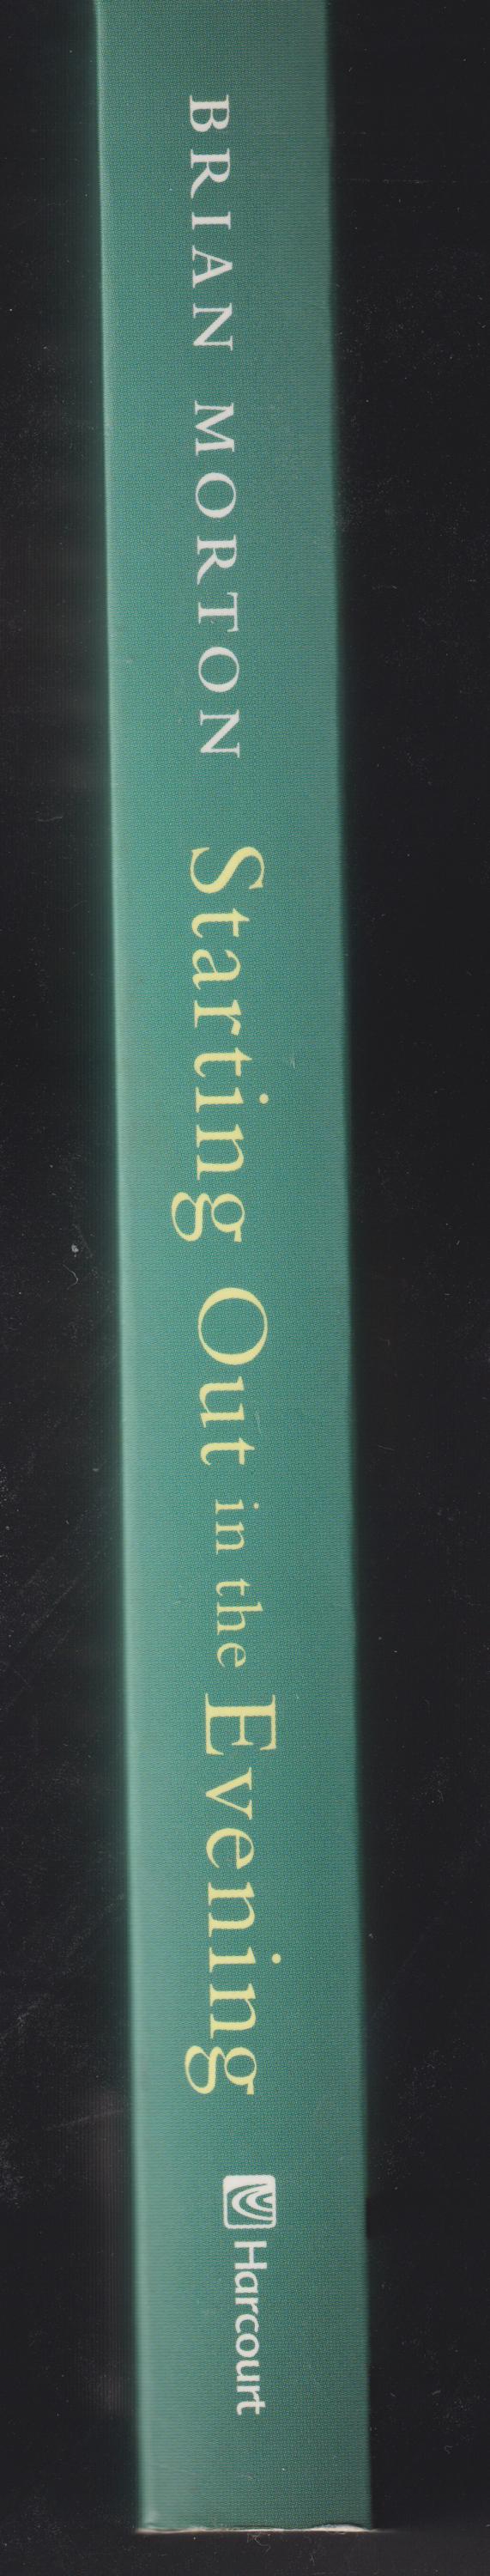 BRIAN MORTON
Starting Out in the Evening
Harcourt